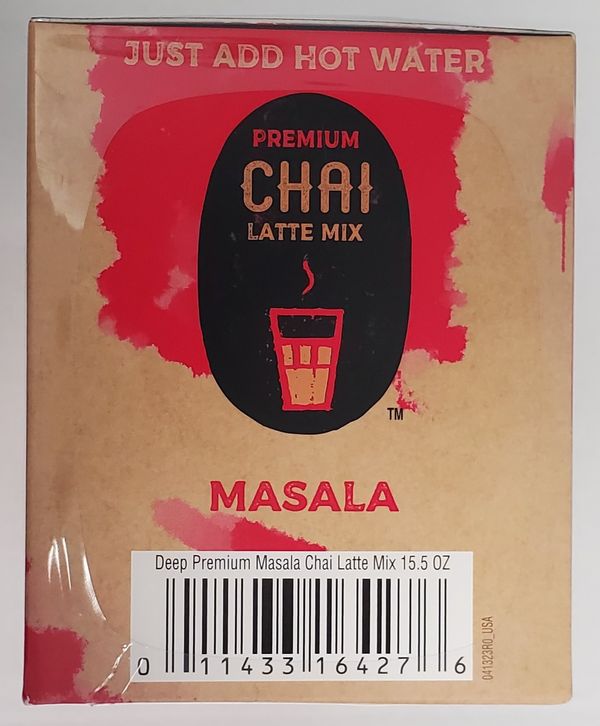 JUST ADD HOT WATER
PREMIUM
CHAI
LATTE MIX
TM
MASALA
Deep Premium Masala Chai Latte Mix 15.5 OZ
0 11433 16427 6
041323R0_USA